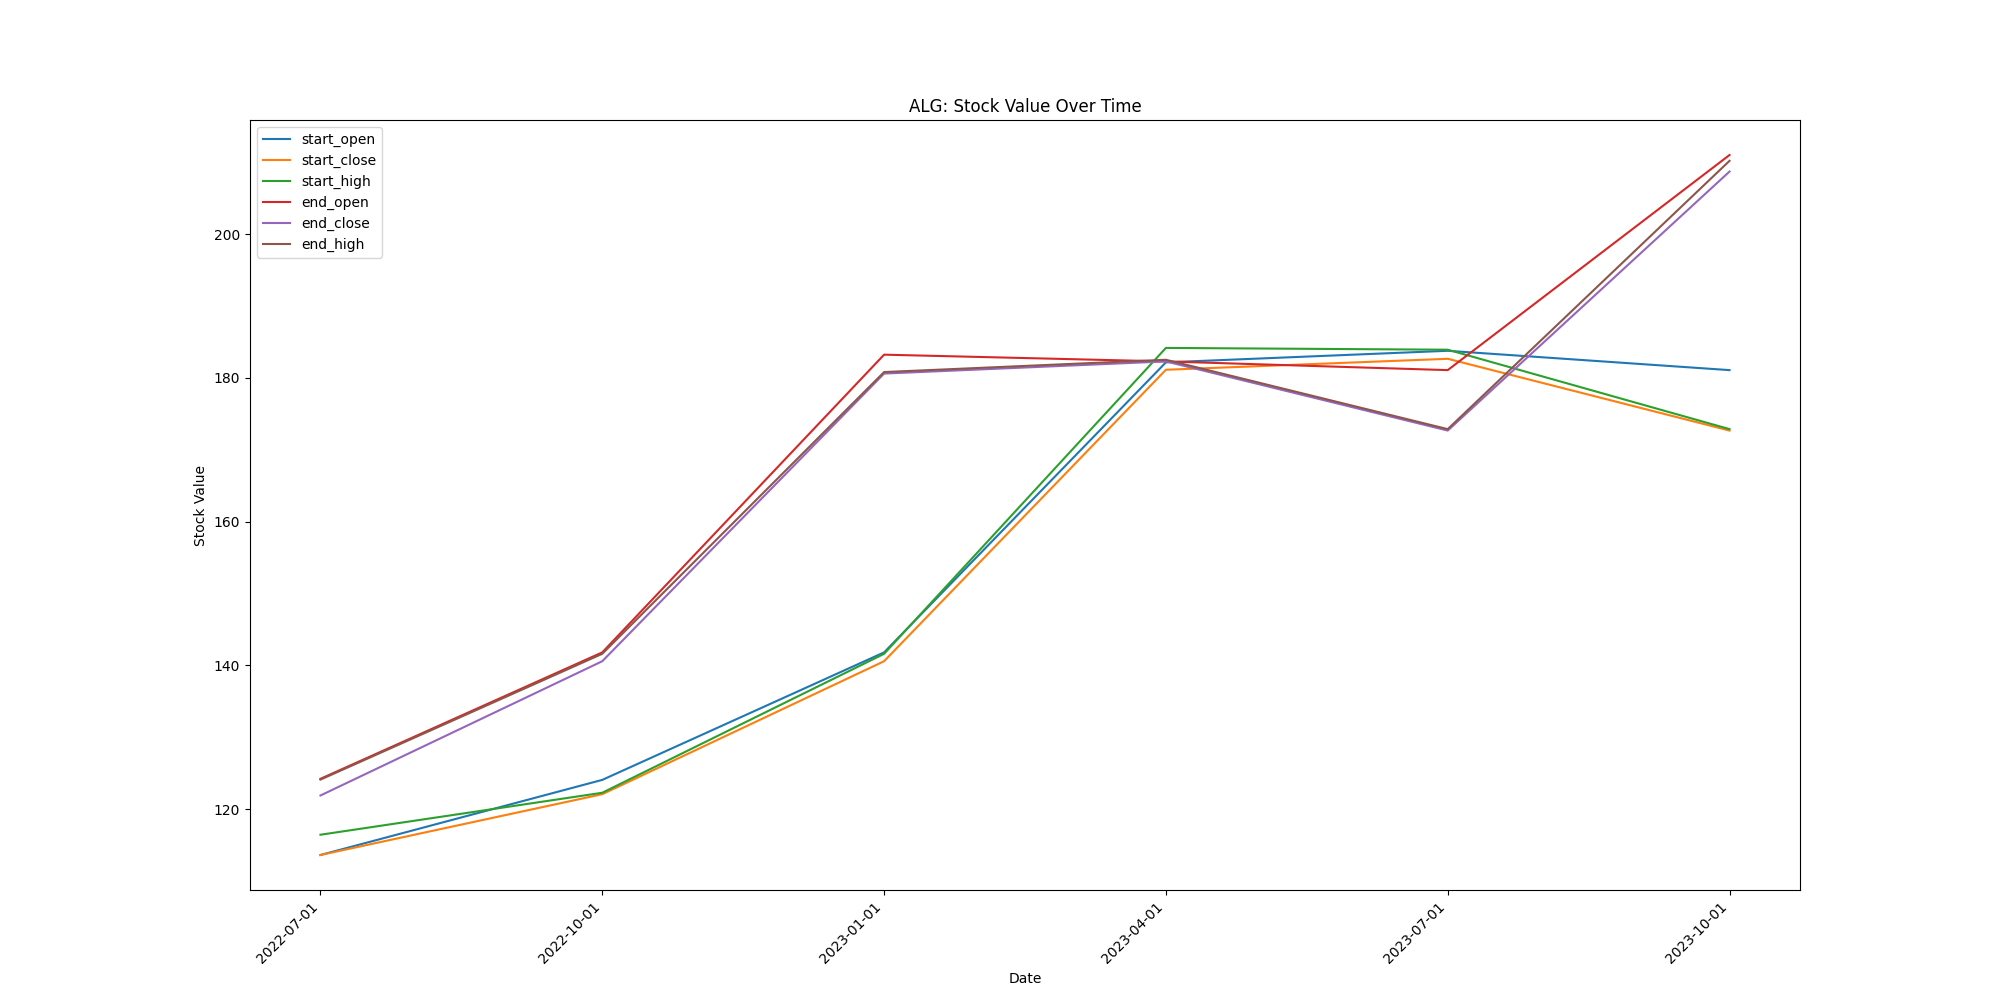 ALG: Stock Value Over Time
start_open
start_close
start_high
end_open
end_close
end_high
Stock Value
200
180
160
140
120
2022-07-01
2022-10-01
2023-01-01
2023-04-01
2023-07-01
2023-10-01
Date